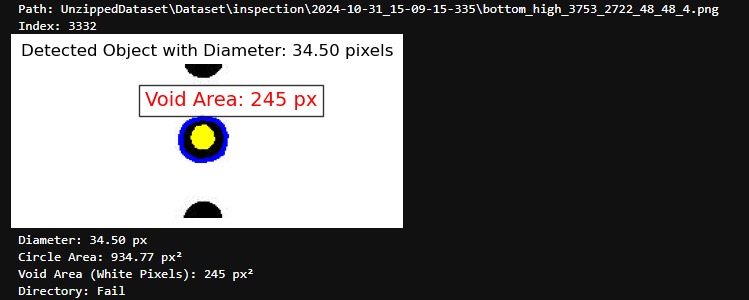 Path: UnzippedDataset\Dataset\inspection\2024-10-31_15-09-15-335\bottom_high_3753_2722_48_48_4.png
Index: 3332
Detected Object with Diameter: 34.50 pixels
Void Area: 245 px
Diameter: 34.50 px
Circle Area: 934.77 px²
Void Area (White Pixels): 245 px²
Directory: Fail